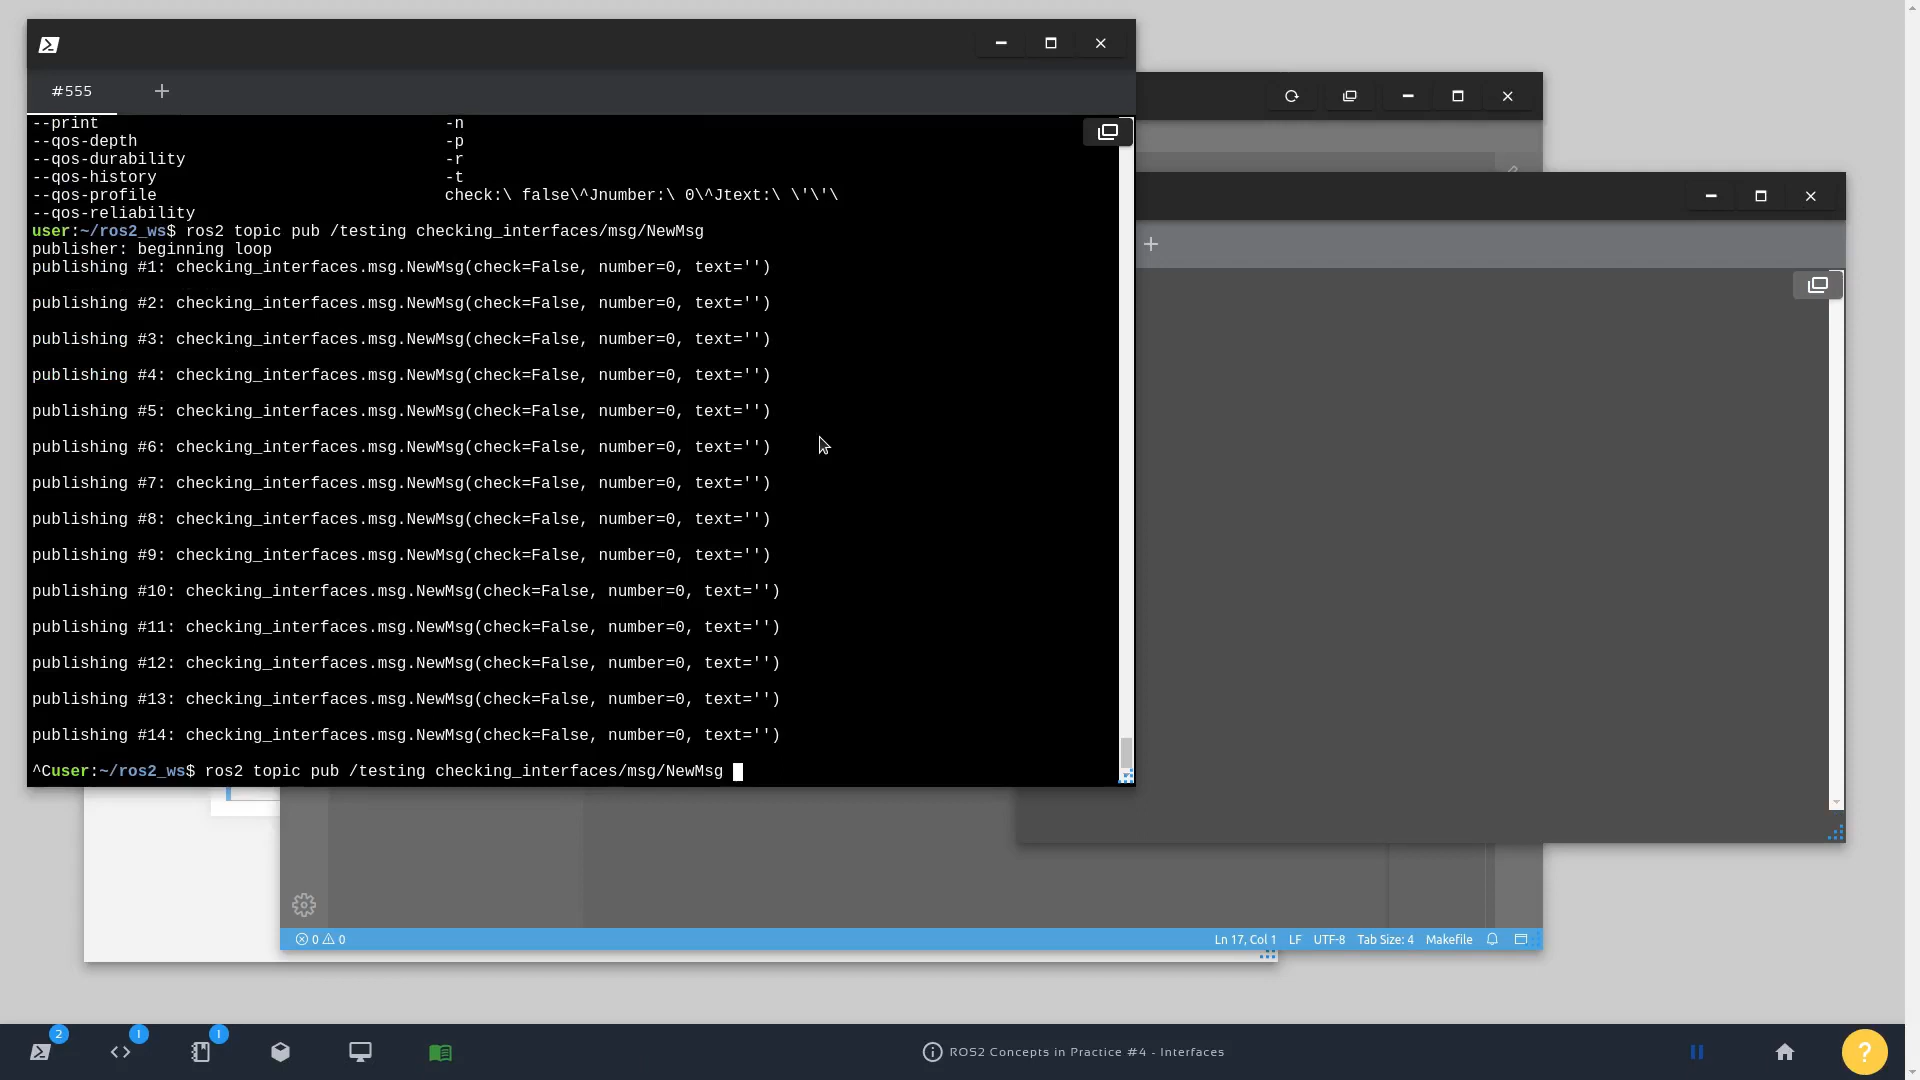 #555
--print -n
--qos-depth -p
--qos-durability -r
--qos-history -t
--qos-profile check:\ false\^Jnumber:\ 0\^Jtext:\ \'\'\
--qos-reliability
user:~/ros2_ws$ ros2 topic pub /testing checking_interfaces/msg/NewMsg
publisher: beginning loop
publishing #1: checking_interfaces.msg.NewMsg(check=False, number=0, text='')
publishing #2: checking_interfaces.msg.NewMsg(check=False, number=0, text='')
publishing #3: checking_interfaces.msg.NewMsg(check=False, number=0, text='')
publishing #4: checking_interfaces.msg.NewMsg(check=False, number=0, text='')
publishing #5: checking_interfaces.msg.NewMsg(check=False, number=0, text='')
publishing #6: checking_interfaces.msg.NewMsg(check=False, number=0, text='')
publishing #7: checking_interfaces.msg.NewMsg(check=False, number=0, text='')
publishing #8: checking_interfaces.msg.NewMsg(check=False, number=0, text='')
publishing #9: checking_interfaces.msg.NewMsg(check=False, number=0, text='')
publishing #10: checking_interfaces.msg.NewMsg(check=False, number=0, text='')
publishing #11: checking_interfaces.msg.NewMsg(check=False, number=0, text='')
publishing #12: checking_interfaces.msg.NewMsg(check=False, number=0, text='')
publishing #13: checking_interfaces.msg.NewMsg(check=False, number=0, text='')
publishing #14: checking_interfaces.msg.NewMsg(check=False, number=0, text='')
^Cuser:~/ros2_ws$ ros2 topic pub /testing checking_interfaces/msg/NewMsg
0 0 Ln 17, Col 1 LF UTF-8 Tab Size: 4 Makefile
2 1 1
ROS2 Concepts in Practice #4 - Interfaces
?